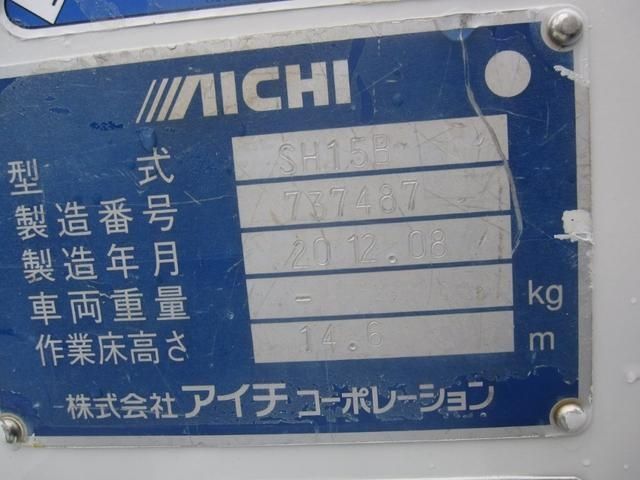 AICHI
型 式 SH15B
製造番号 737487
製造年月 2012.08
車両重量 - kg
作業床高さ 14.6 m
株式会社アイチコーポレーション